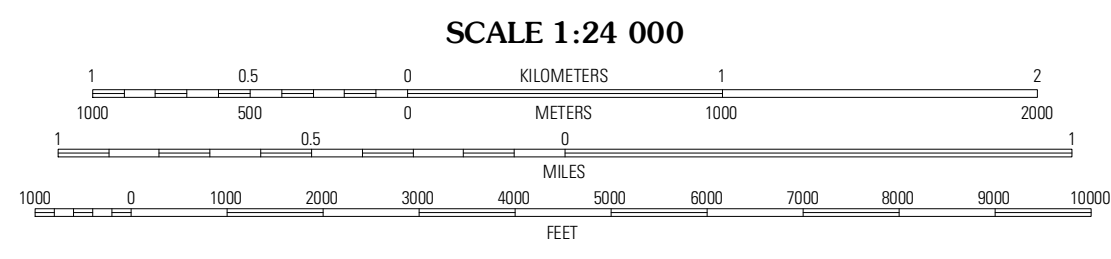 SCALE 1:24 000
1 0.5 0 KILOMETERS 1 2
1000 500 0 METERS 1000 2000
1 0.5 0 1
MILES
1000 0 1000 2000 3000 4000 5000 6000 7000 8000 9000 10000
FEET